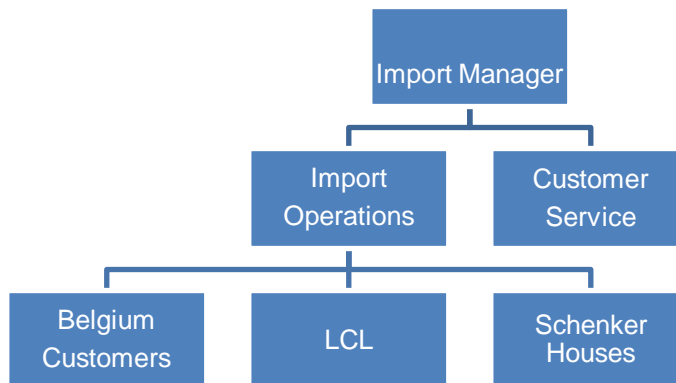 Import Manager
Import
Operations
Customer
Service
Belgium
Customers
LCL
Schenker
Houses